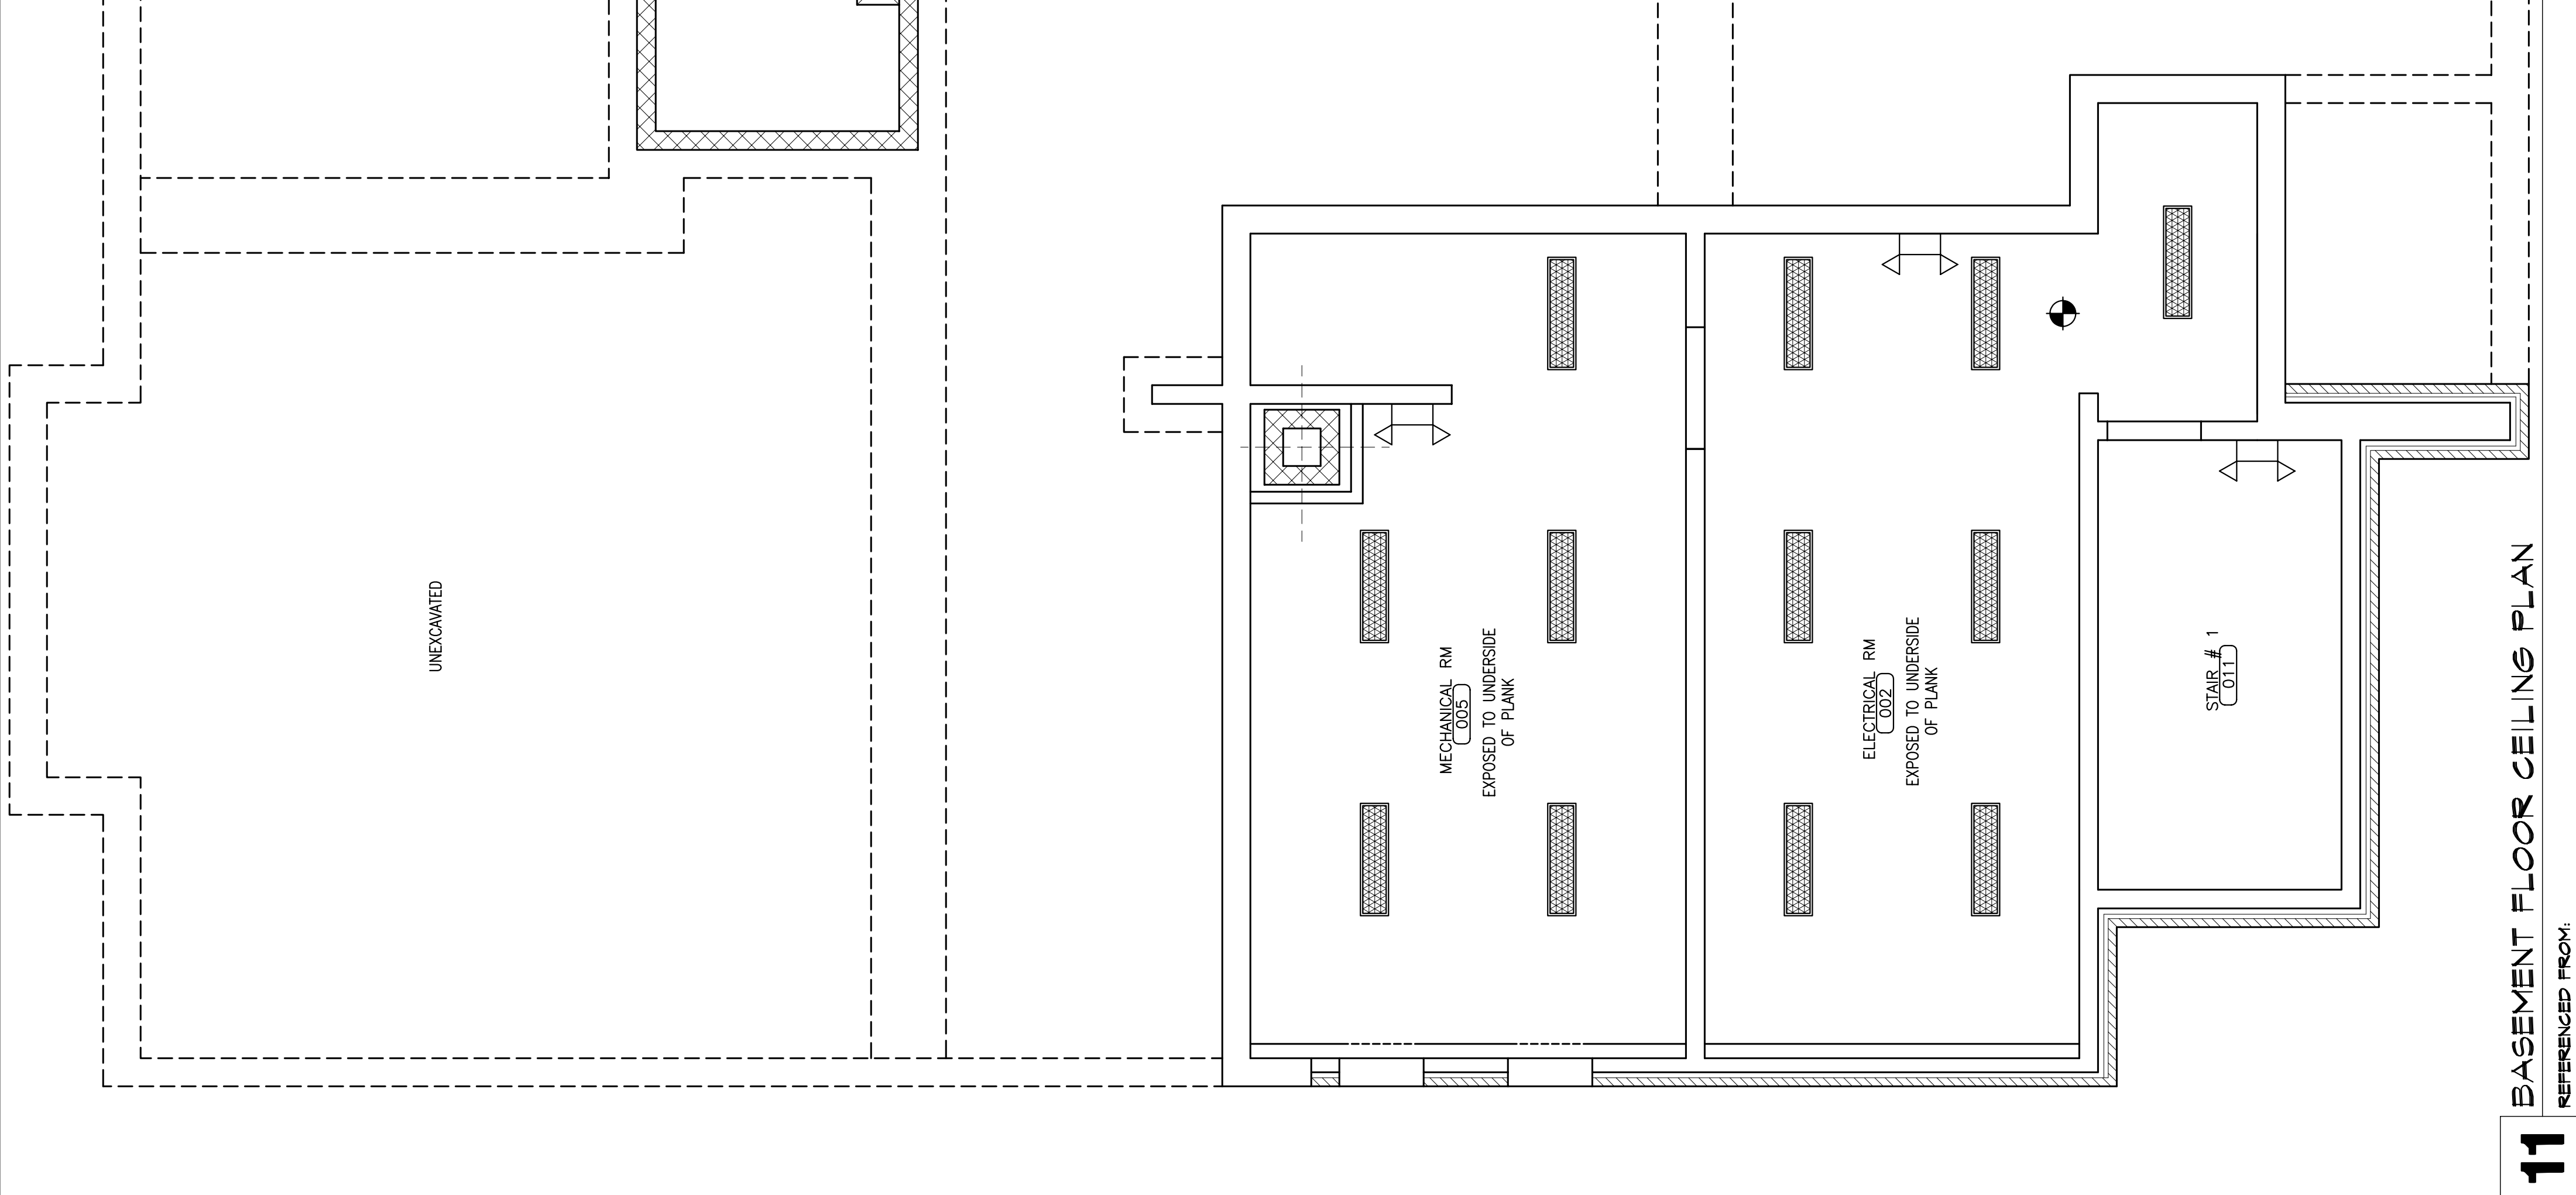 UNEXCAVATED
MECHANICAL RM
005
EXPOSED TO UNDERSIDE
OF PLANK
ELECTRICAL RM
002
EXPOSED TO UNDERSIDE
OF PLANK
STAIR # 1
011
11
BASEMENT FLOOR CEILING PLAN
REFERENCED FROM: